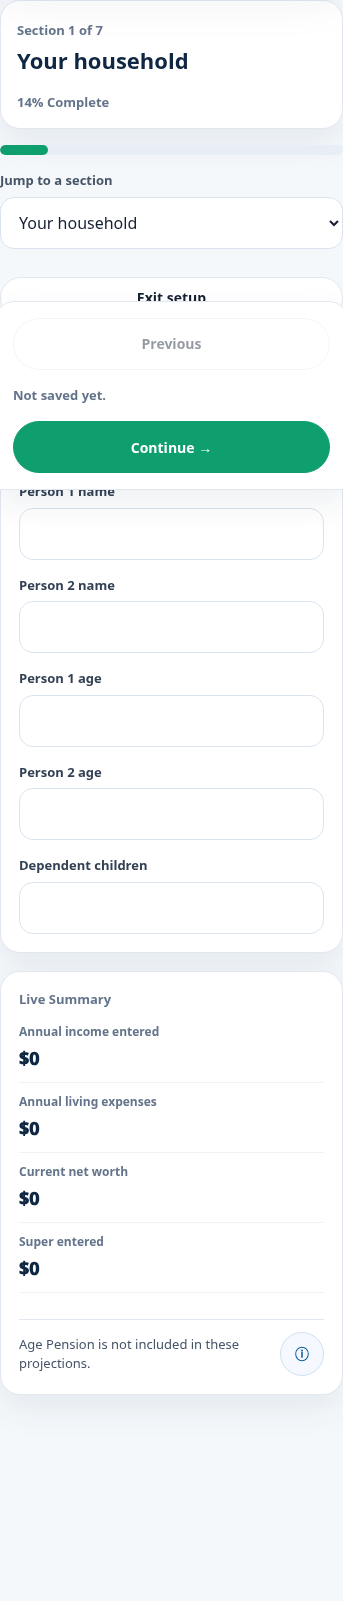 Section 1 of 7
Your household
14% Complete
Jump to a section
Your household
Exit setup
Previous
Not saved yet.
Continue →
Person 1 name
Person 2 name
Person 1 age
Person 2 age
Dependent children
Live Summary
Annual income entered
$0
Annual living expenses
$0
Current net worth
$0
Super entered
$0
Age Pension is not included in these
projections.
ⓘ